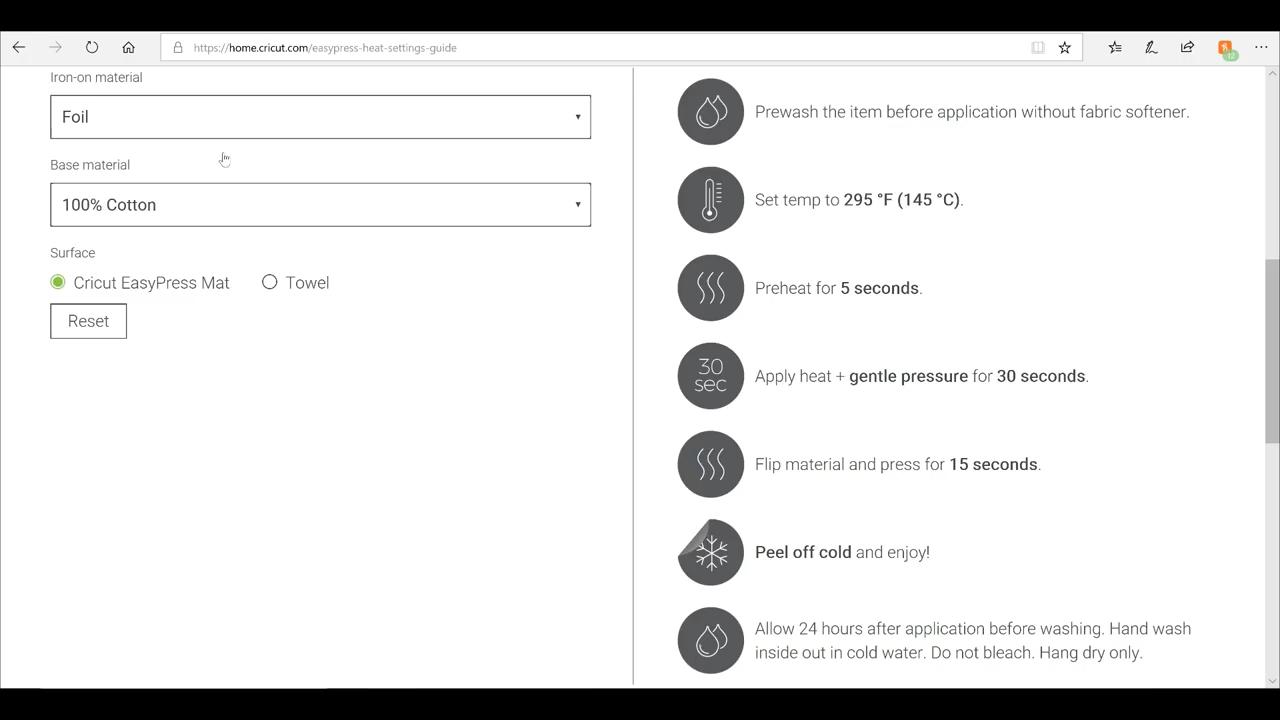 https://home.cricut.com/easypress-heat-settings-guide
12
Iron-on material
Foil
Base material
100% Cotton
Surface
Cricut EasyPress Mat
Towel
Reset
Prewash the item before application without fabric softener.
Set temp to 295 °F (145 °C).
Preheat for 5 seconds.
30
sec
Apply heat + gentle pressure for 30 seconds.
Flip material and press for 15 seconds.
Peel off cold and enjoy!
Allow 24 hours after application before washing. Hand wash
inside out in cold water. Do not bleach. Hang dry only.